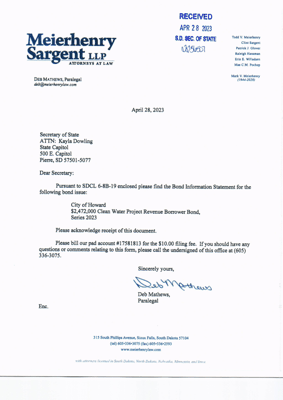 RECEIVED
APR 28 2023
S.D. SEC. OF STATE
Meierhenry
Sargent LLP
ATTORNEYS AT LAW
Todd V. Meierhenry
Clint Sargent
Patrick J. Glover
Mark V. Meierhenry
DEB MATHEWS, Paralegal
deb@meierhenrylaw.com
April 28, 2023
Secretary of State
ATTN: Kayla Dowling
State Capitol
500 E. Capitol
Pierre, SD 57501-5077
Dear Secretary:
Pursuant to SDCL 6-8B-19 enclosed please find the Bond Information Statement for the
following bond issue:
City of Howard
$2,472,000 Clean Water Project Revenue Borrower Bond,
Series 2023
Please acknowledge receipt of this document.
Please bill our pad account #17581813 for the $10.00 filing fee. If you should have any
questions or comments relating to this form, please call the undersigned of this office at (605)
336-3075.
Sincerely yours,
Deb Mathews
Deb Mathews,
Paralegal
Enc.
315 South Phillips Avenue, Sioux Falls, South Dakota 57104
www.meierhenrylaw.com